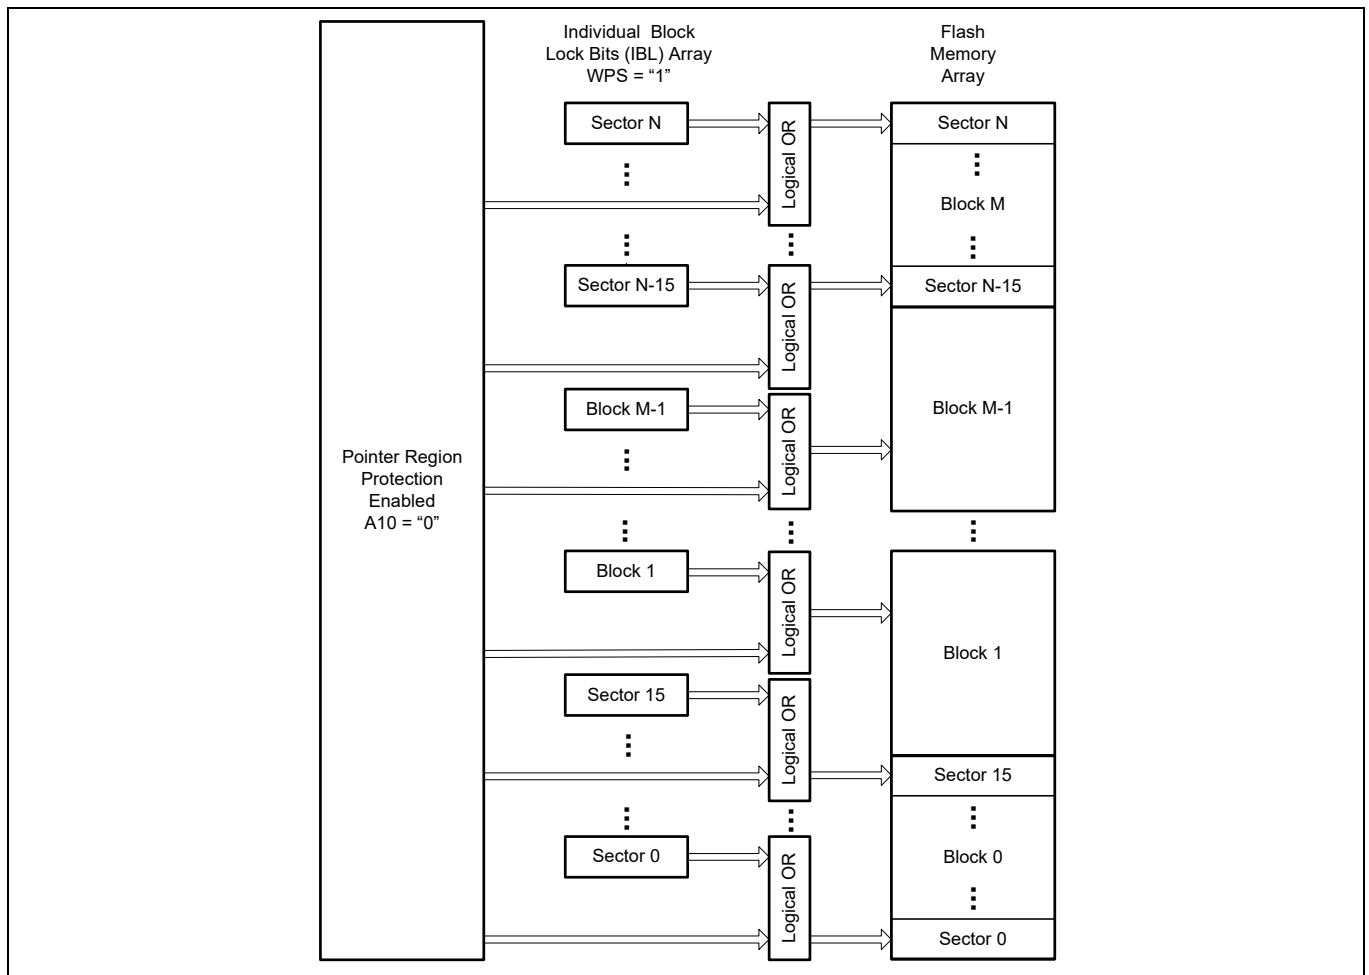 Individual Block
Lock Bits (IBL) Array
WPS = “1”
Flash
Memory
Array
Sector N
Logical OR
Sector N
Block M
Sector N-15
Logical OR
Sector N-15
Block M-1
Logical OR
Block M-1
Pointer Region
Protection
Enabled
A10 = “0”
Block 1
Logical OR
Block 1
Sector 15
Logical OR
Sector 15
Block 0
Sector 0
Logical OR
Sector 0